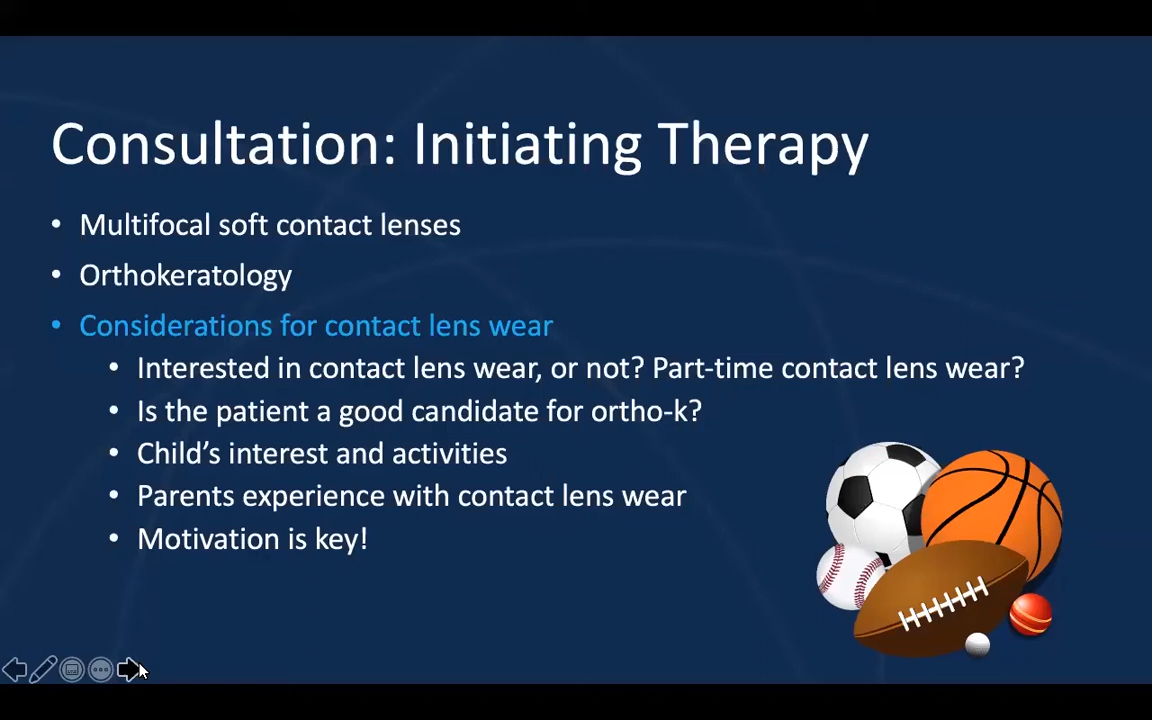 Consultation: Initiating Therapy
• Multifocal soft contact lenses
• Orthokeratology
• Considerations for contact lens wear
• Interested in contact lens wear, or not? Part-time contact lens wear?
• Is the patient a good candidate for ortho-k?
• Child’s interest and activities
• Parents experience with contact lens wear
• Motivation is key!